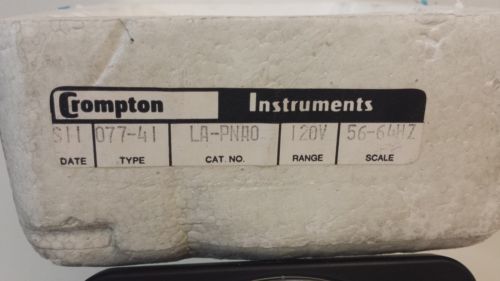 Crompton Instruments
S11 077-41 LA-PNAO 120V 56-64HZ
DATE TYPE CAT. NO. RANGE SCALE